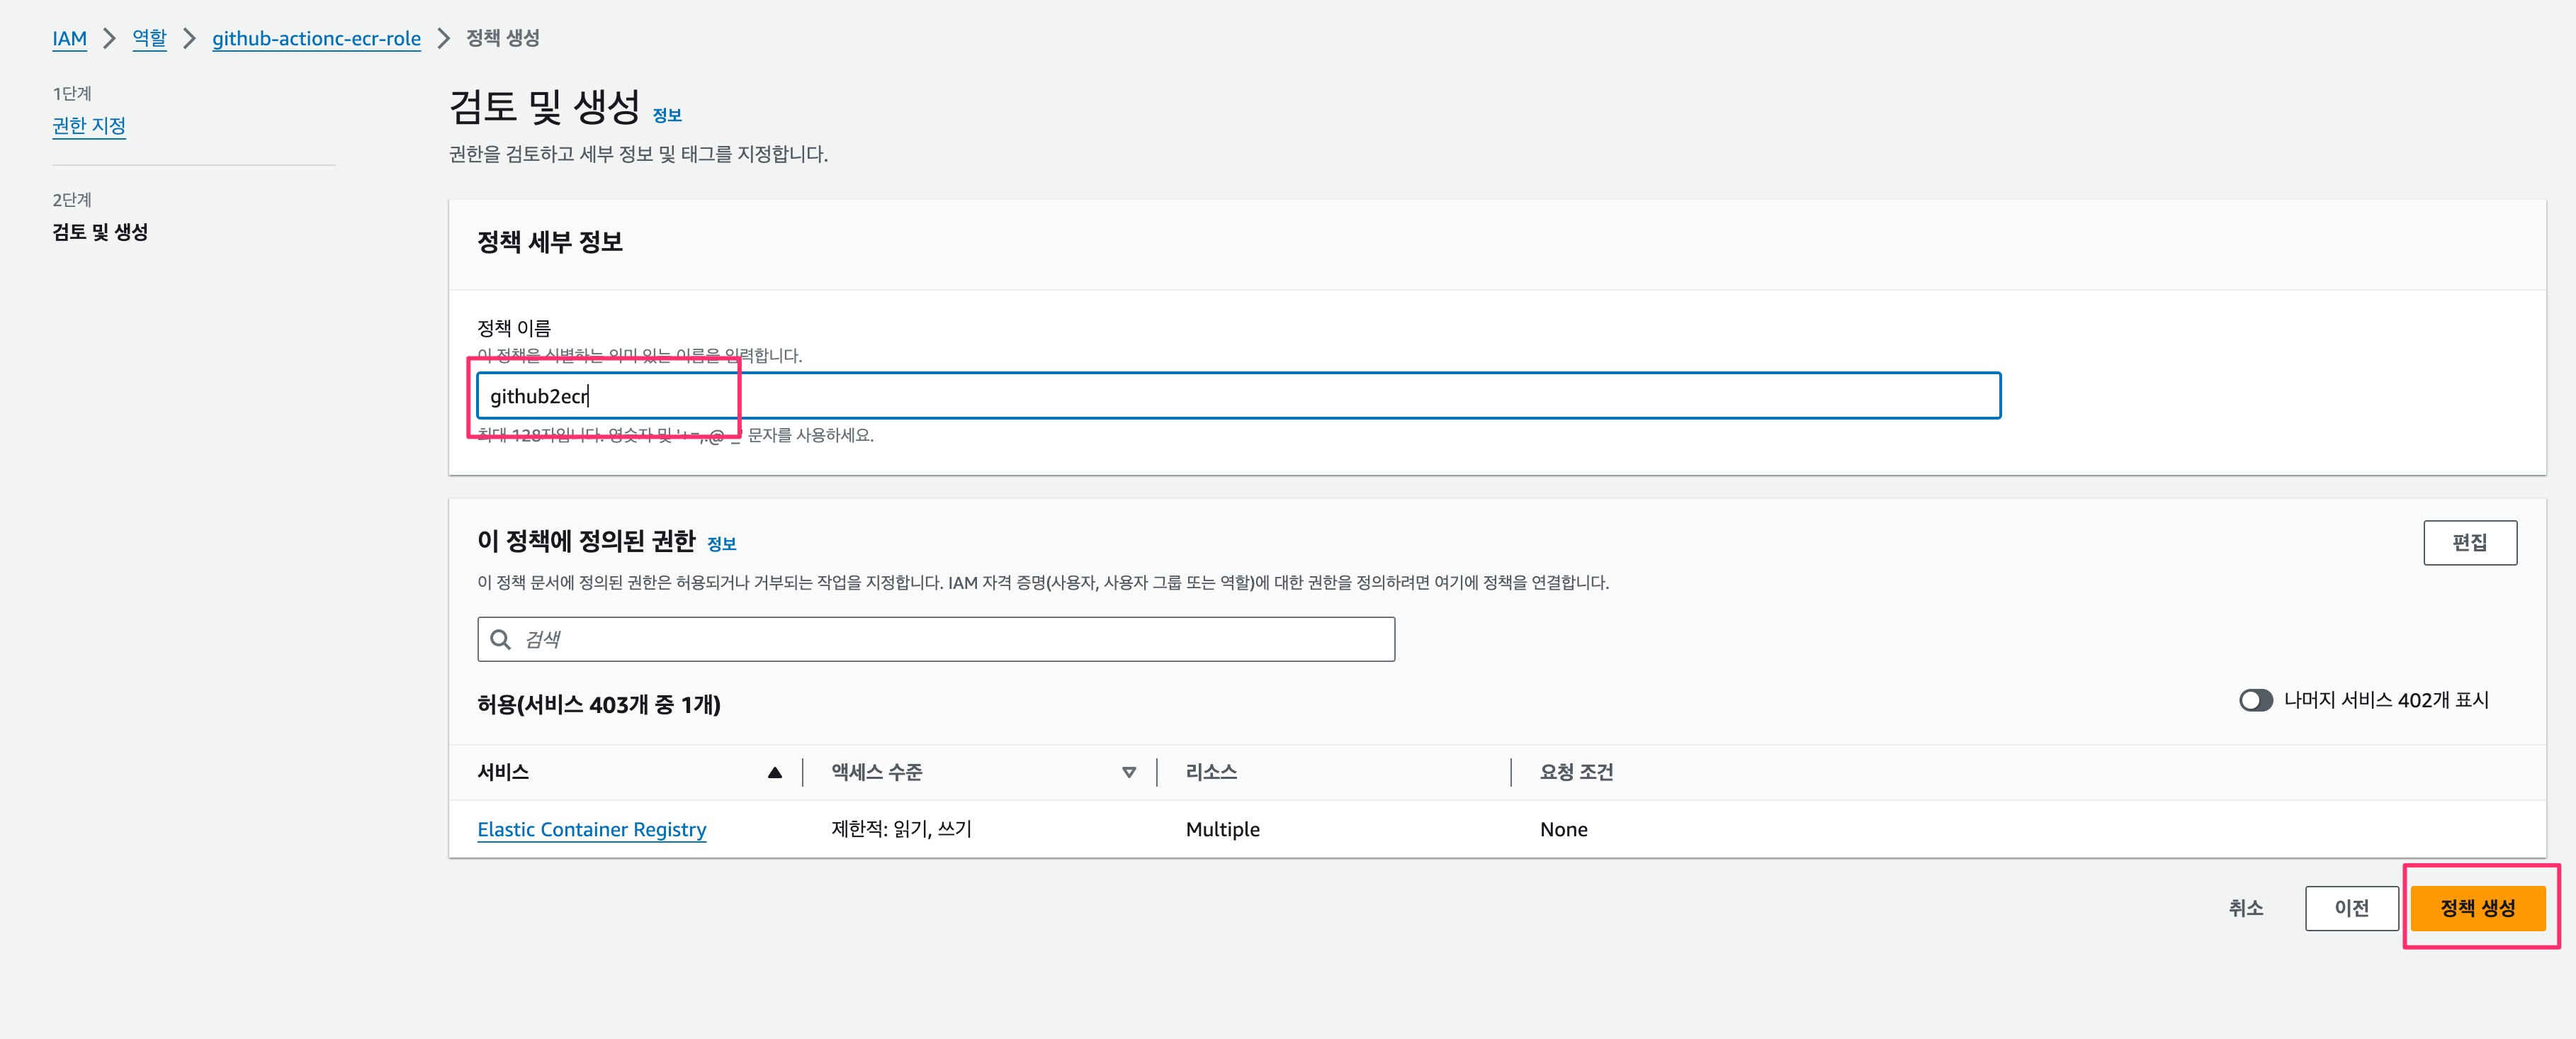 IAM > 역할 > github-actionc-ecr-role > 정책 생성
1단계
권한 지정
2단계
검토 및 생성
검토 및 생성 정보
권한을 검토하고 세부 정보 및 태그를 지정합니다.
정책 세부 정보
정책 이름
이 정책을 식별하는 의미 있는 이름을 입력합니다.
github2ecr
최대 128자입니다. 영숫자 및 '+=,.@-_' 문자를 사용하세요.
이 정책에 정의된 권한 정보
편집
이 정책 문서에 정의된 권한은 허용되거나 거부되는 작업을 지정합니다. IAM 자격 증명(사용자, 사용자 그룹 또는 역할)에 대한 권한을 정의하려면 여기에 정책을 연결합니다.
검색
허용(서비스 403개 중 1개)
나머지 서비스 402개 표시
서비스 액세스 수준 리소스 요청 조건
Elastic Container Registry 제한적: 읽기, 쓰기 Multiple None
취소 이전 정책 생성